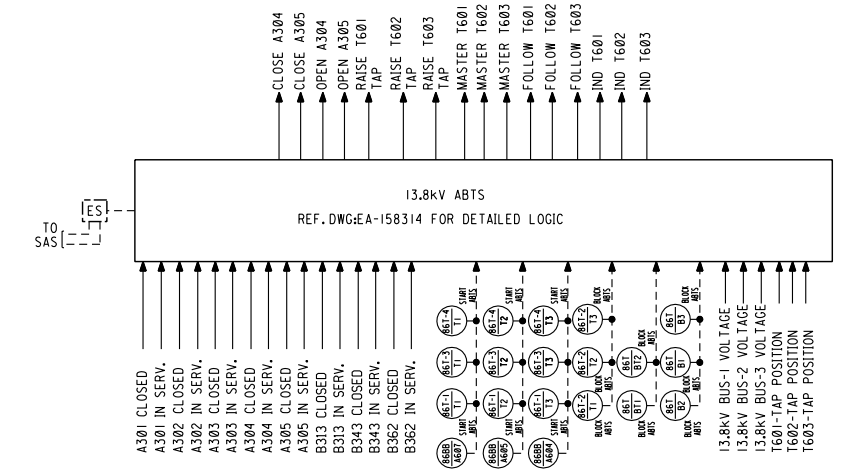 CLOSE A304
CLOSE A305
OPEN A304
OPEN A305
RAISE T601
TAP
RAISE T602
TAP
RAISE T603
TAP
MASTER T601
MASTER T602
MASTER T603
FOLLOW T601
FOLLOW T602
FOLLOW T603
IND T601
IND T602
IND T603
13.8kV ABTS
REF. DWG:EA-158314 FOR DETAILED LOGIC
ES
TO
SAS
A301 CLOSED
A301 IN SERV.
A302 CLOSED
A302 IN SERV.
A303 CLOSED
A303 IN SERV.
A304 CLOSED
A304 IN SERV.
A305 CLOSED
A305 IN SERV.
B313 CLOSED
B313 IN SERV.
B343 CLOSED
B343 IN SERV.
B362 CLOSED
B362 IN SERV.
START
ABTS
86T-4
T1
86T-3
T1
86T-1
T1
START
ABTS
86BB
A607
START
ABTS
86T-4
T2
86T-3
T2
86T-1
T2
START
ABTS
86BB
A605
START
ABTS
86T-4
T3
86T-3
T3
86T-1
T3
START
ABTS
86BB
A604
BLOCK
ABTS
86T-2
T3
86T-2
T2
BLOCK
ABTS
86T-2
T1
BLOCK
ABTS
BLOCK
ABTS
86T
BT2
86T
BT1
BLOCK
ABTS
BLOCK
ABTS
86T
B3
86T
B1
86T
B2
BLOCK
ABTS
13.8kV BUS-1 VOLTAGE
13.8kV BUS-2 VOLTAGE
13.8kV BUS-3 VOLTAGE
T601-TAP POSITION
T602-TAP POSITION
T603-TAP POSITION